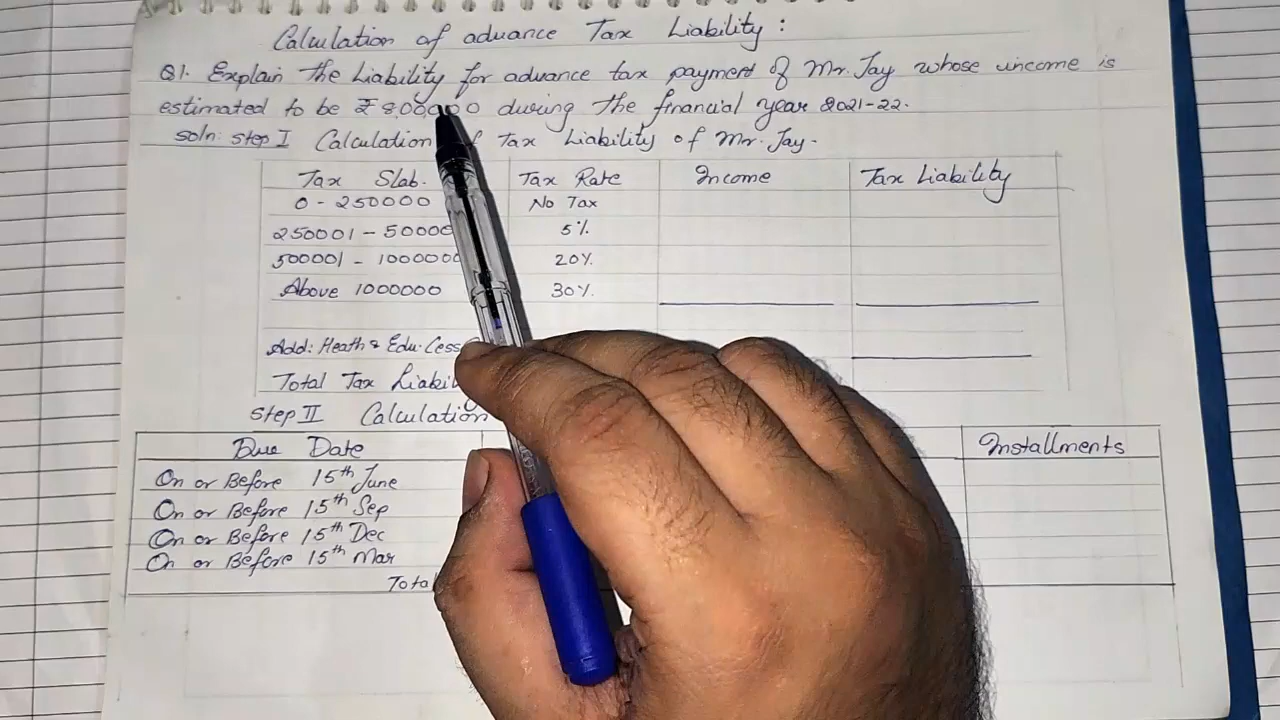 Calculation of advance Tax Liability :
Q1. Explain the Liability for advance tax payment of Mr. Jay whose income is
estimated to be ₹ 8,00,000 during the financial year 2021-22.
Soln: Step I Calculation of Tax Liability of Mr. Jay.
Tax Slab. Tax Rate Income Tax Liability
0 - 250000 No Tax
250001 - 500000 5%
500001 - 1000000 20%
Above 1000000 30%
Add: Heath & Edu. Cess
Total Tax
Step II Calculation
Due Date Installments
On or Before 15th June
On or Before 15th Sep
On or Before 15th Dec
On or Before 15th Mar
Total